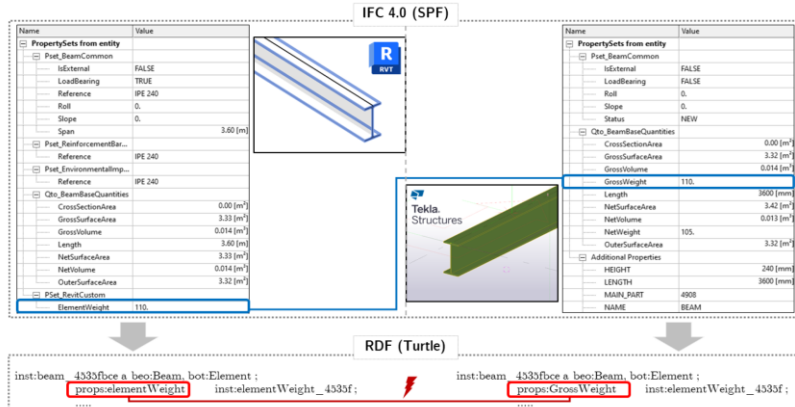 IFC 4.0 (SPF)
Name Value
PropertySets from entity
Pset_BeamCommon
IsExternal FALSE
LoadBearing TRUE
Reference IPE 240
Roll 0.
Slope 0.
Span 3.60 [m]
Pset_ReinforcementBar...
Reference IPE 240
Pset_EnvironmentalImp...
Reference IPE 240
Qto_BeamBaseQuantities
CrossSectionArea 0.00 [m²]
GrossSurfaceArea 3.33 [m²]
GrossVolume 0.014 [m³]
Length 3.60 [m]
NetSurfaceArea 3.33 [m²]
NetVolume 0.014 [m³]
OuterSurfaceArea 3.32 [m²]
PSet_RevitCustom
ElementWeight 110.
R
RVT
Tekla.
Structures
Name Value
PropertySets from entity
Pset_BeamCommon
IsExternal FALSE
LoadBearing FALSE
Roll 0.
Slope 0.
Status NEW
Qto_BeamBaseQuantities
CrossSectionArea 0.00 [m²]
GrossSurfaceArea 3.32 [m²]
GrossVolume 0.014 [m³]
GrossWeight 110.
Length 3600 [mm]
NetSurfaceArea 3.42 [m²]
NetVolume 0.013 [m³]
NetWeight 105.
OuterSurfaceArea 3.32 [m²]
Additional Properties
HEIGHT 240 [mm]
LENGTH 3600 [mm]
MAIN_PART 4908
NAME BEAM
RDF (Turtle)
inst:beam_4535fbce a beo:Beam, bot:Element ;
props:elementWeight inst:elementWeight_4535f ;
.....
inst:beam_4535fbce a beo:Beam, bot:Element ;
props:GrossWeight inst:elementWeight_4535f ;
.....